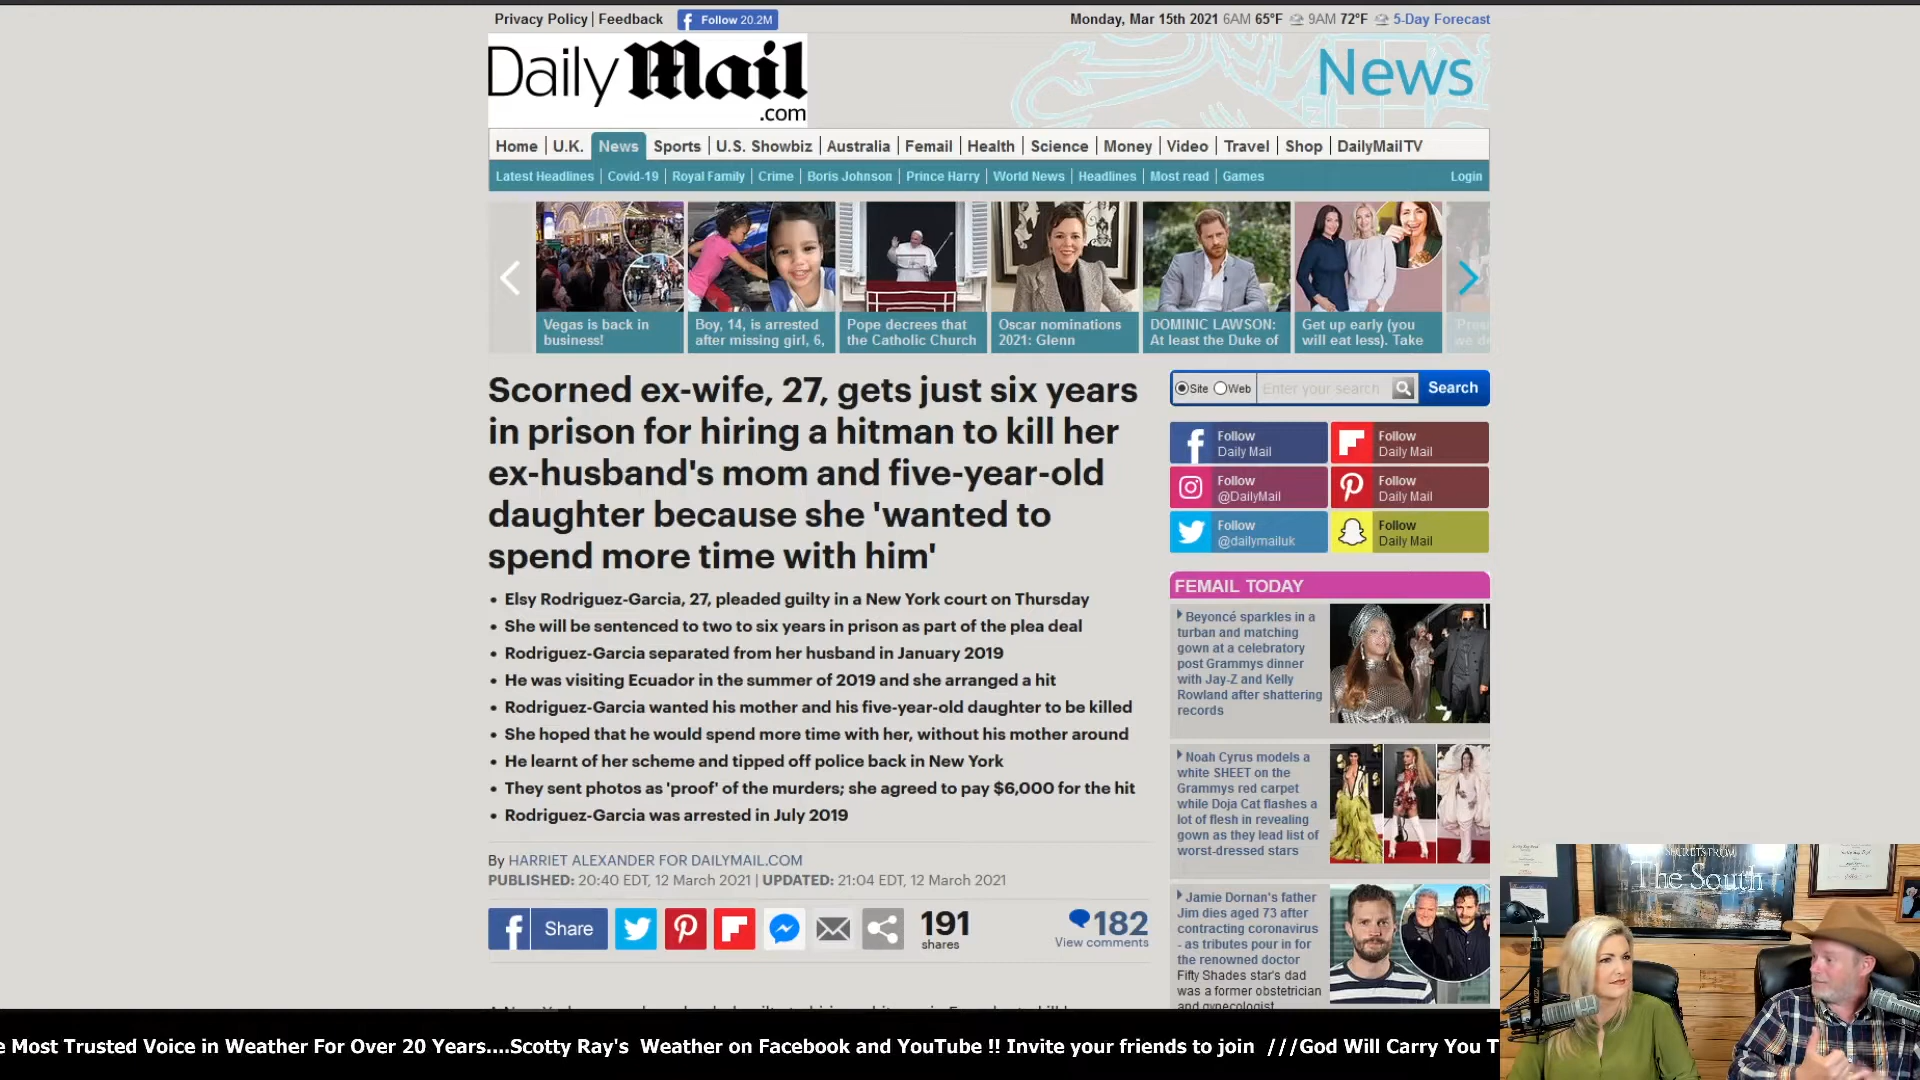 Privacy Policy | Feedback
Follow 20.2M
Monday, Mar 15th 2021 6AM 65°F 9AM 72°F 5-Day Forecast
Daily Mail
.com
News
Home | U.K. News Sports | U.S. Showbiz | Australia | Femail | Health | Science | Money | Video | Travel | Shop | DailyMailTV
Latest Headlines | Covid-19 | Royal Family | Crime | Boris Johnson | Prince Harry | World News | Headlines | Most read | Games
Login
Vegas is back in
business!
Boy, 14, is arrested
after missing girl, 6,
Pope decrees that
the Catholic Church
Oscar nominations
2021: Glenn
DOMINIC LAWSON:
At least the Duke of
Get up early (you
will eat less). Take
Scorned ex-wife, 27, gets just six years
in prison for hiring a hitman to kill her
ex-husband's mom and five-year-old
daughter because she 'wanted to
spend more time with him'
• Elsy Rodriguez-Garcia, 27, pleaded guilty in a New York court on Thursday
• She will be sentenced to two to six years in prison as part of the plea deal
• Rodriguez-Garcia separated from her husband in January 2019
• He was visiting Ecuador in the summer of 2019 and she arranged a hit
• Rodriguez-Garcia wanted his mother and his five-year-old daughter to be killed
• She hoped that he would spend more time with her, without his mother around
• He learnt of her scheme and tipped off police back in New York
• They sent photos as 'proof' of the murders; she agreed to pay $6,000 for the hit
• Rodriguez-Garcia was arrested in July 2019
By HARRIET ALEXANDER FOR DAILYMAIL.COM
PUBLISHED: 20:40 EDT, 12 March 2021 | UPDATED: 21:04 EDT, 12 March 2021
Share
191
shares
182
View comments
Site Web Enter your search Search
Follow
Daily Mail
Follow
Daily Mail
Follow
@DailyMail
Follow
Daily Mail
Follow
@dailymailuk
Follow
Daily Mail
FEMAIL TODAY
Beyoncé sparkles in a
turban and matching
gown at a celebratory
post Grammys dinner
with Jay-Z and Kelly
Rowland after shattering
records
Noah Cyrus models a
white SHEET on the
Grammys red carpet
while Doja Cat flashes a
lot of flesh in revealing
gown as they lead list of
worst-dressed stars
Jamie Dornan's father
Jim dies aged 73 after
contracting coronavirus
- as tributes pour in for
the renowned doctor
Fifty Shades star's dad
was a former obstetrician
and gynecologist
SECRETS FROM
The South
e Most Trusted Voice in Weather For Over 20 Years....Scotty Ray's Weather on Facebook and YouTube !! Invite your friends to join ///God Will Carry You T